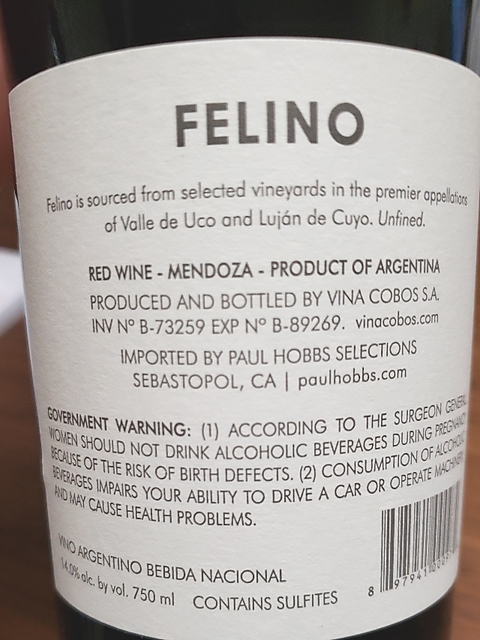 FELINO
Felino is sourced from selected vineyards in the premier appellations
of Valle de Uco and Luján de Cuyo. Unfined.
RED WINE - MENDOZA - PRODUCT OF ARGENTINA
PRODUCED AND BOTTLED BY VINA COBOS S.A.
INV Nº B-73259 EXP Nº B-89269. vinacobos.com
IMPORTED BY PAUL HOBBS SELECTIONS
SEBASTOPOL, CA | paulhobbs.com
GOVERNMENT WARNING: (1) ACCORDING TO THE SURGEON GENERAL,
WOMEN SHOULD NOT DRINK ALCOHOLIC BEVERAGES DURING PREGNANCY
BECAUSE OF THE RISK OF BIRTH DEFECTS. (2) CONSUMPTION OF ALCOHOLIC
BEVERAGES IMPAIRS YOUR ABILITY TO DRIVE A CAR OR OPERATE MACHINERY,
AND MAY CAUSE HEALTH PROBLEMS.
VINO ARGENTINO BEBIDA NACIONAL
14,0% alc. by vol. 750 ml CONTAINS SULFITES